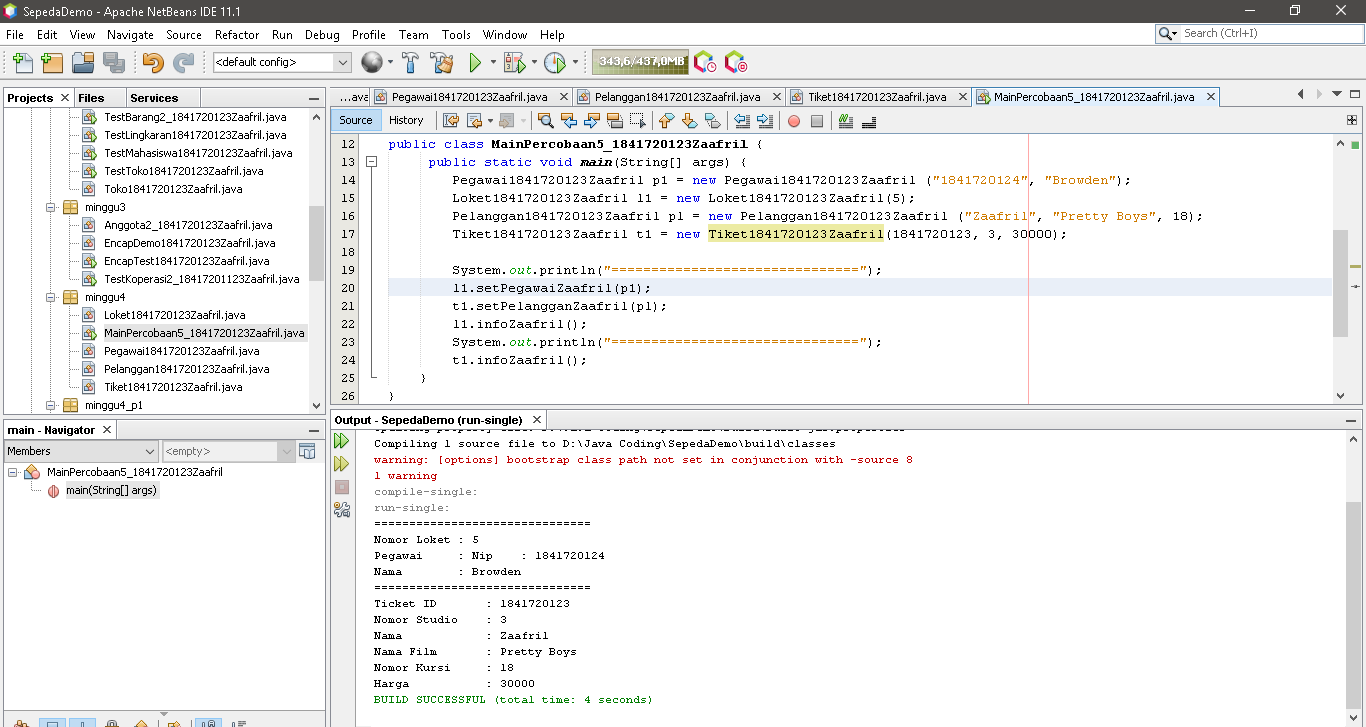 SepedaDemo - Apache NetBeans IDE 11.1
File Edit View Navigate Source Refactor Run Debug Profile Team Tools Window Help
Search (Ctrl+I)
<default config>
343,6/437,0MB
Projects Files Services
TestBarang2_1841720123Zaafril.java
TestLingkaran1841720123Zaafril.java
TestMahasiswa1841720123Zaafril.java
TestToko1841720123Zaafril.java
Toko1841720123Zaafril.java
minggu3
Anggota2_1841720123Zaafril.java
EncapDemo1841720123Zaafril.java
EncapTest1841720123Zaafril.java
TestKoperasi2_18417201123Zaafril.java
minggu4
Loket1841720123Zaafril.java
MainPercobaan5_1841720123Zaafril.java
Pegawai1841720123Zaafril.java
Pelanggan1841720123Zaafril.java
Tiket1841720123Zaafril.java
minggu4_p1
main - Navigator
Members <empty>
MainPercobaan5_1841720123Zaafril
main(String[] args)
...ava Pegawai1841720123Zaafril.java Pelanggan1841720123Zaafril.java Tiket1841720123Zaafril.java MainPercobaan5_1841720123Zaafril.java
Source History
12 public class MainPercobaan5_1841720123Zaafril {
13 public static void main(String[] args) {
14 Pegawai1841720123Zaafril p1 = new Pegawai1841720123Zaafril ("1841720124", "Browden");
15 Loket1841720123Zaafril l1 = new Loket1841720123Zaafril(5);
16 Pelanggan1841720123Zaafril pl = new Pelanggan1841720123Zaafril ("Zaafril", "Pretty Boys", 18);
17 Tiket1841720123Zaafril t1 = new Tiket1841720123Zaafril(1841720123, 3, 30000);
18
19 System.out.println("===============================");
20 l1.setPegawaiZaafril(p1);
21 t1.setPelangganZaafril(pl);
22 l1.infoZaafril();
23 System.out.println("===============================");
24 t1.infoZaafril();
25 }
26 }
Output - SepedaDemo (run-single)
Compiling 1 source file to D:\Java Coding\SepedaDemo\build\classes
warning: [options] bootstrap class path not set in conjunction with -source 8
1 warning
compile-single:
run-single:
===============================
Nomor Loket : 5
Pegawai : Nip : 1841720124
Nama : Browden
===============================
Ticket ID : 1841720123
Nomor Studio : 3
Nama : Zaafril
Nama Film : Pretty Boys
Nomor Kursi : 18
Harga : 30000
BUILD SUCCESSFUL (total time: 4 seconds)